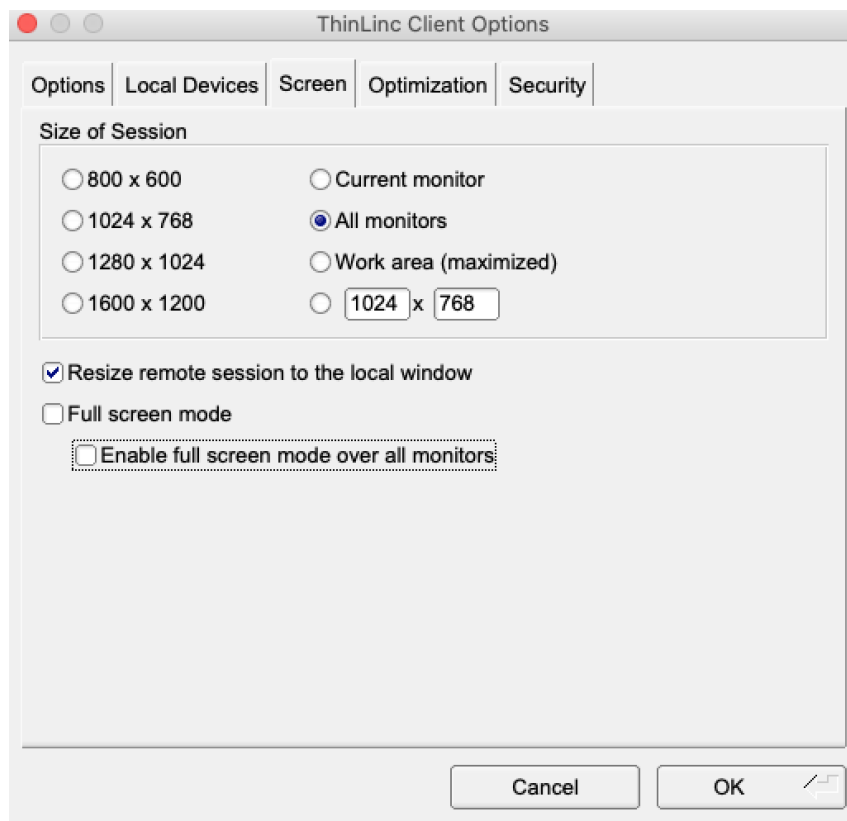 ThinLinc Client Options
Options Local Devices Screen Optimization Security
Size of Session
800 x 600 Current monitor
1024 x 768 All monitors
1280 x 1024 Work area (maximized)
1600 x 1200 1024 x 768
Resize remote session to the local window
Full screen mode
Enable full screen mode over all monitors
Cancel OK